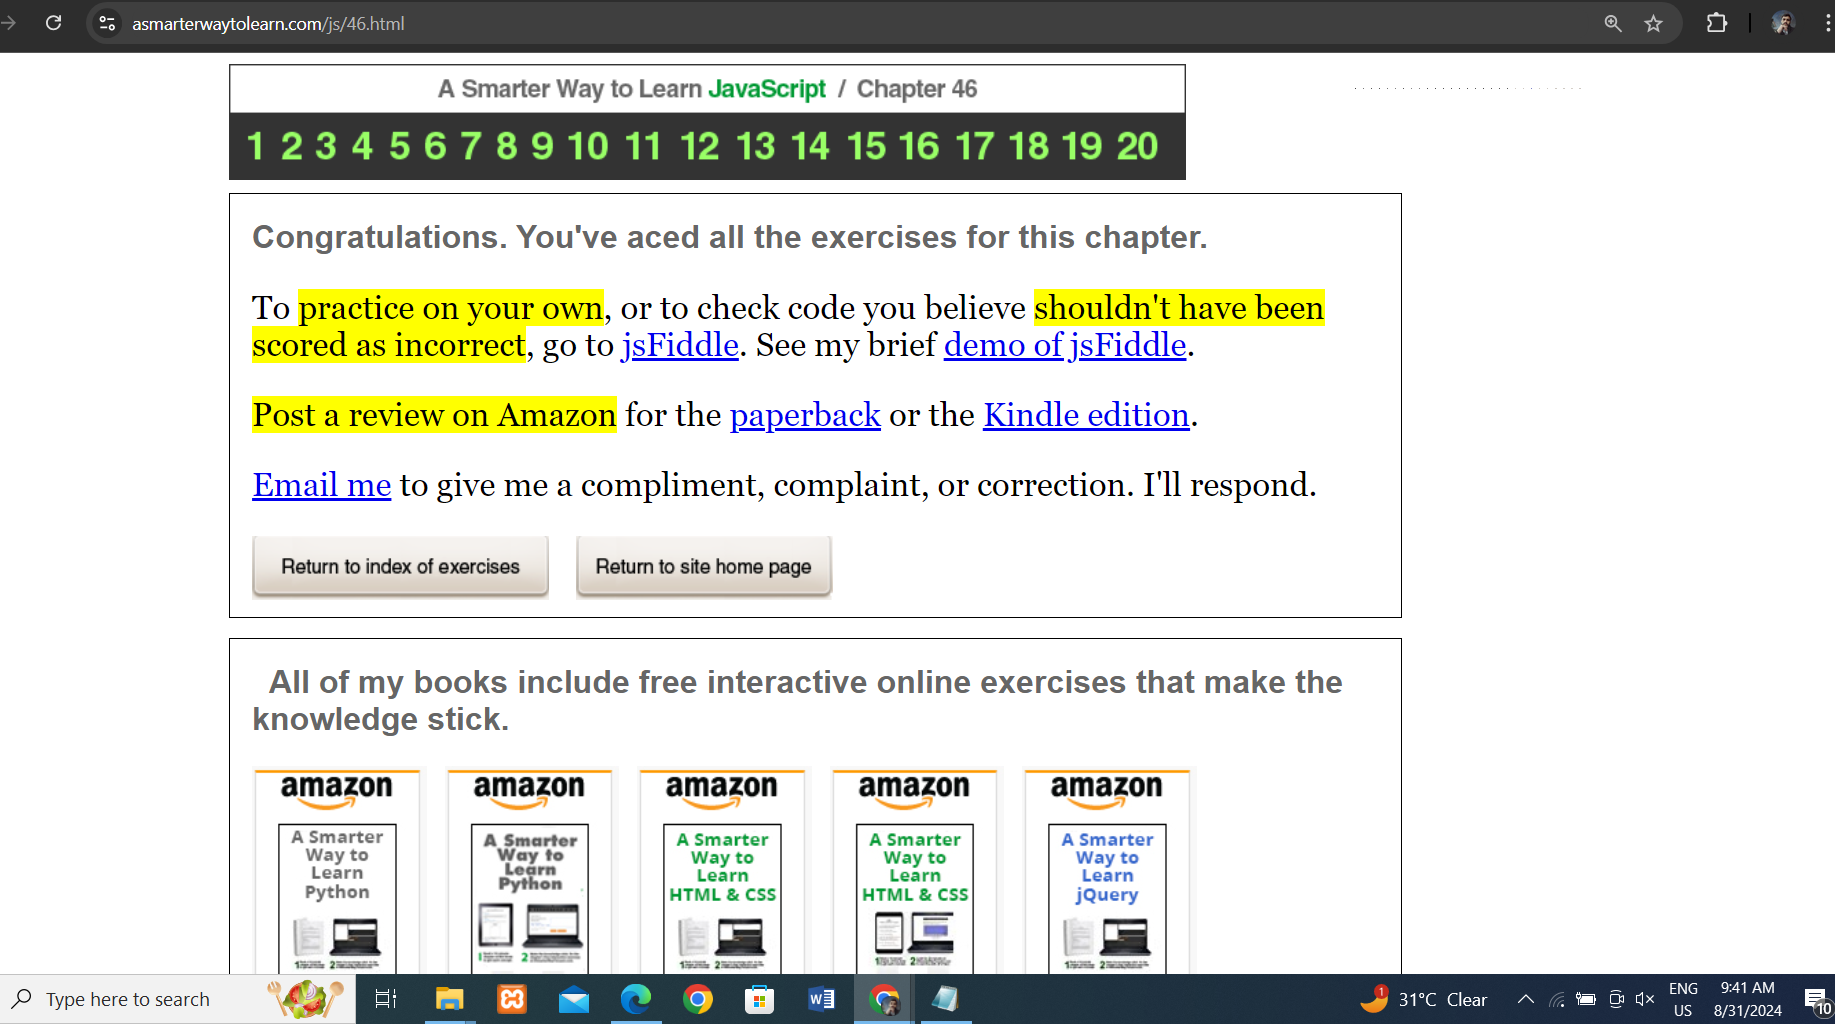 asmarterwaytolearn.com/js/46.html
A Smarter Way to Learn JavaScript / Chapter 46
1 2 3 4 5 6 7 8 9 10 11 12 13 14 15 16 17 18 19 20
Congratulations. You've aced all the exercises for this chapter.
To practice on your own, or to check code you believe shouldn't have been
scored as incorrect, go to jsFiddle. See my brief demo of jsFiddle.
Post a review on Amazon for the paperback or the Kindle edition.
Email me to give me a compliment, complaint, or correction. I'll respond.
Return to index of exercises
Return to site home page
All of my books include free interactive online exercises that make the
knowledge stick.
amazon
A Smarter
Way to
Learn
Python
amazon
A Smarter
Way to
Learn
Python
amazon
A Smarter
Way to
Learn
HTML & CSS
amazon
A Smarter
Way to
Learn
HTML & CSS
amazon
A Smarter
Way to
Learn
jQuery
Type here to search
1
31°C Clear
ENG
US
9:41 AM
8/31/2024
10